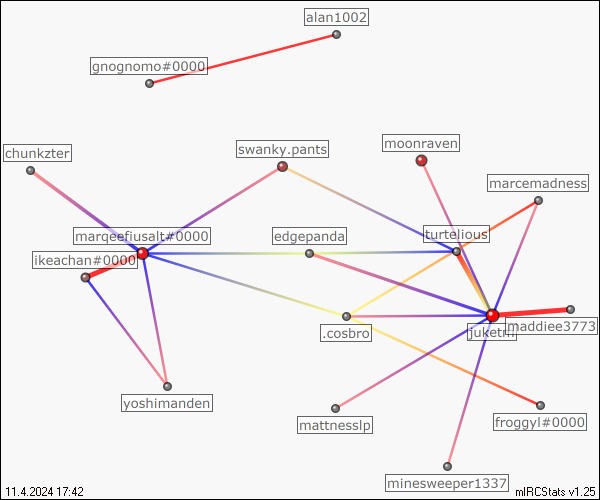 alan1002
gnognomo#0000
moonraven
swanky.pants
chunkzter
marcemadness
turtelious
marqeefiusalt#0000
edgepanda
ikeachan#0000
maddiee3773
.cosbro
yoshimanden
froggyl#0000
mattnesslp
minesweeper1337
11.4.2024 17:42
mIRCStats v1.25